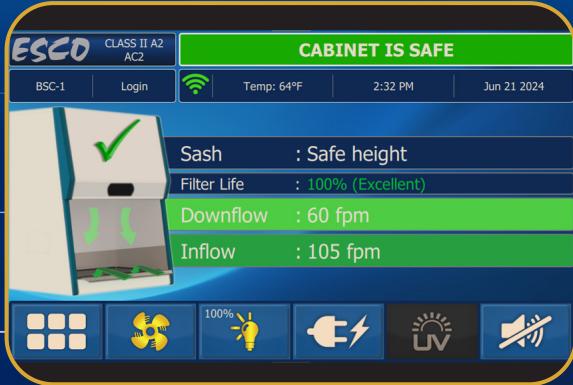 ESCO
CLASS II A2
AC2
CABINET IS SAFE
BSC-1
Login
Temp: 64°F
2:32 PM
Jun 21 2024
Sash : Safe height
Filter Life : 100% (Excellent)
Downflow : 60 fpm
Inflow : 105 fpm
100%
UV